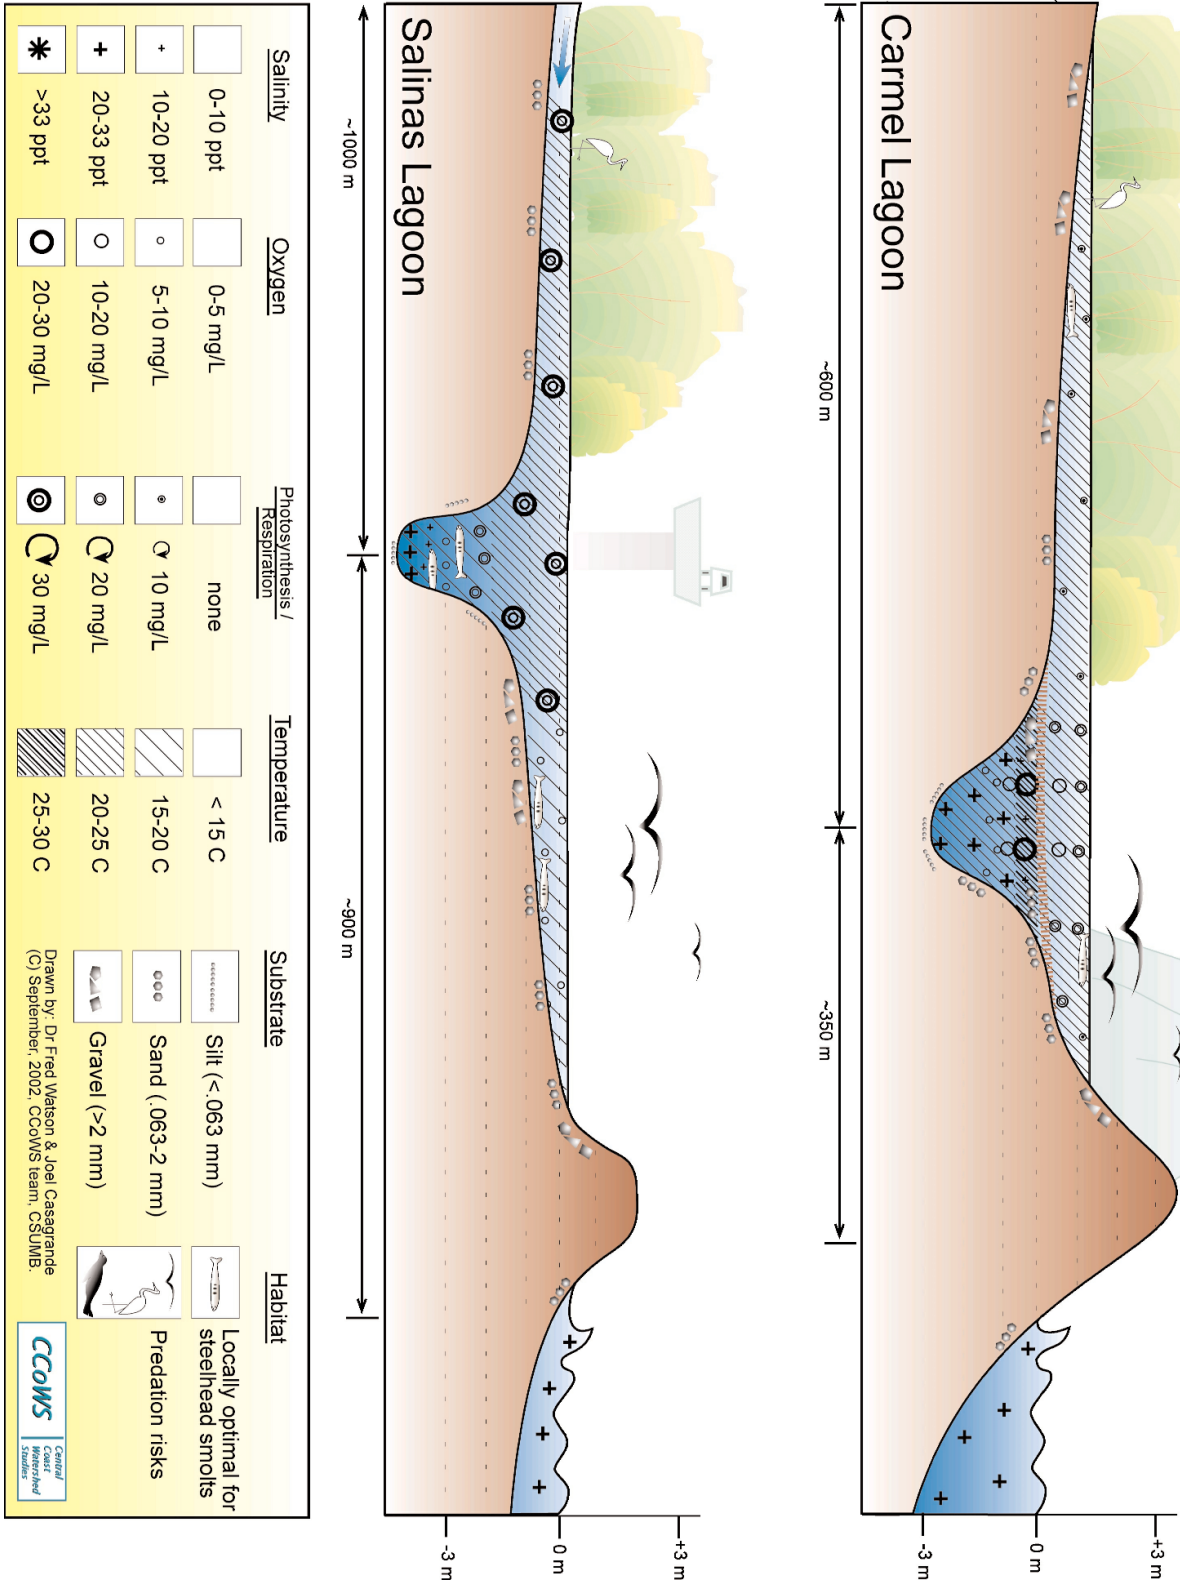 Carmel Lagoon
~600 m
~350 m
+3 m
0 m
-3 m
Salinas Lagoon
~1000 m
~900 m
+3 m
0 m
-3 m
Salinity
0-10 ppt
10-20 ppt
20-33 ppt
>33 ppt
Oxygen
0-5 mg/L
5-10 mg/L
10-20 mg/L
20-30 mg/L
Photosynthesis /
Respiration
none
10 mg/L
20 mg/L
30 mg/L
Temperature
< 15 C
15-20 C
20-25 C
25-30 C
Substrate
Silt (<.063 mm)
Sand (.063-2 mm)
Gravel (>2 mm)
Habitat
Locally optimal for
steelhead smolts
Predation risks
Drawn by: Dr Fred Watson & Joel Casagrande
(C) September, 2002, CCoWS team, CSUMB.
CCoWS
Central
Coast
Watershed
Studies